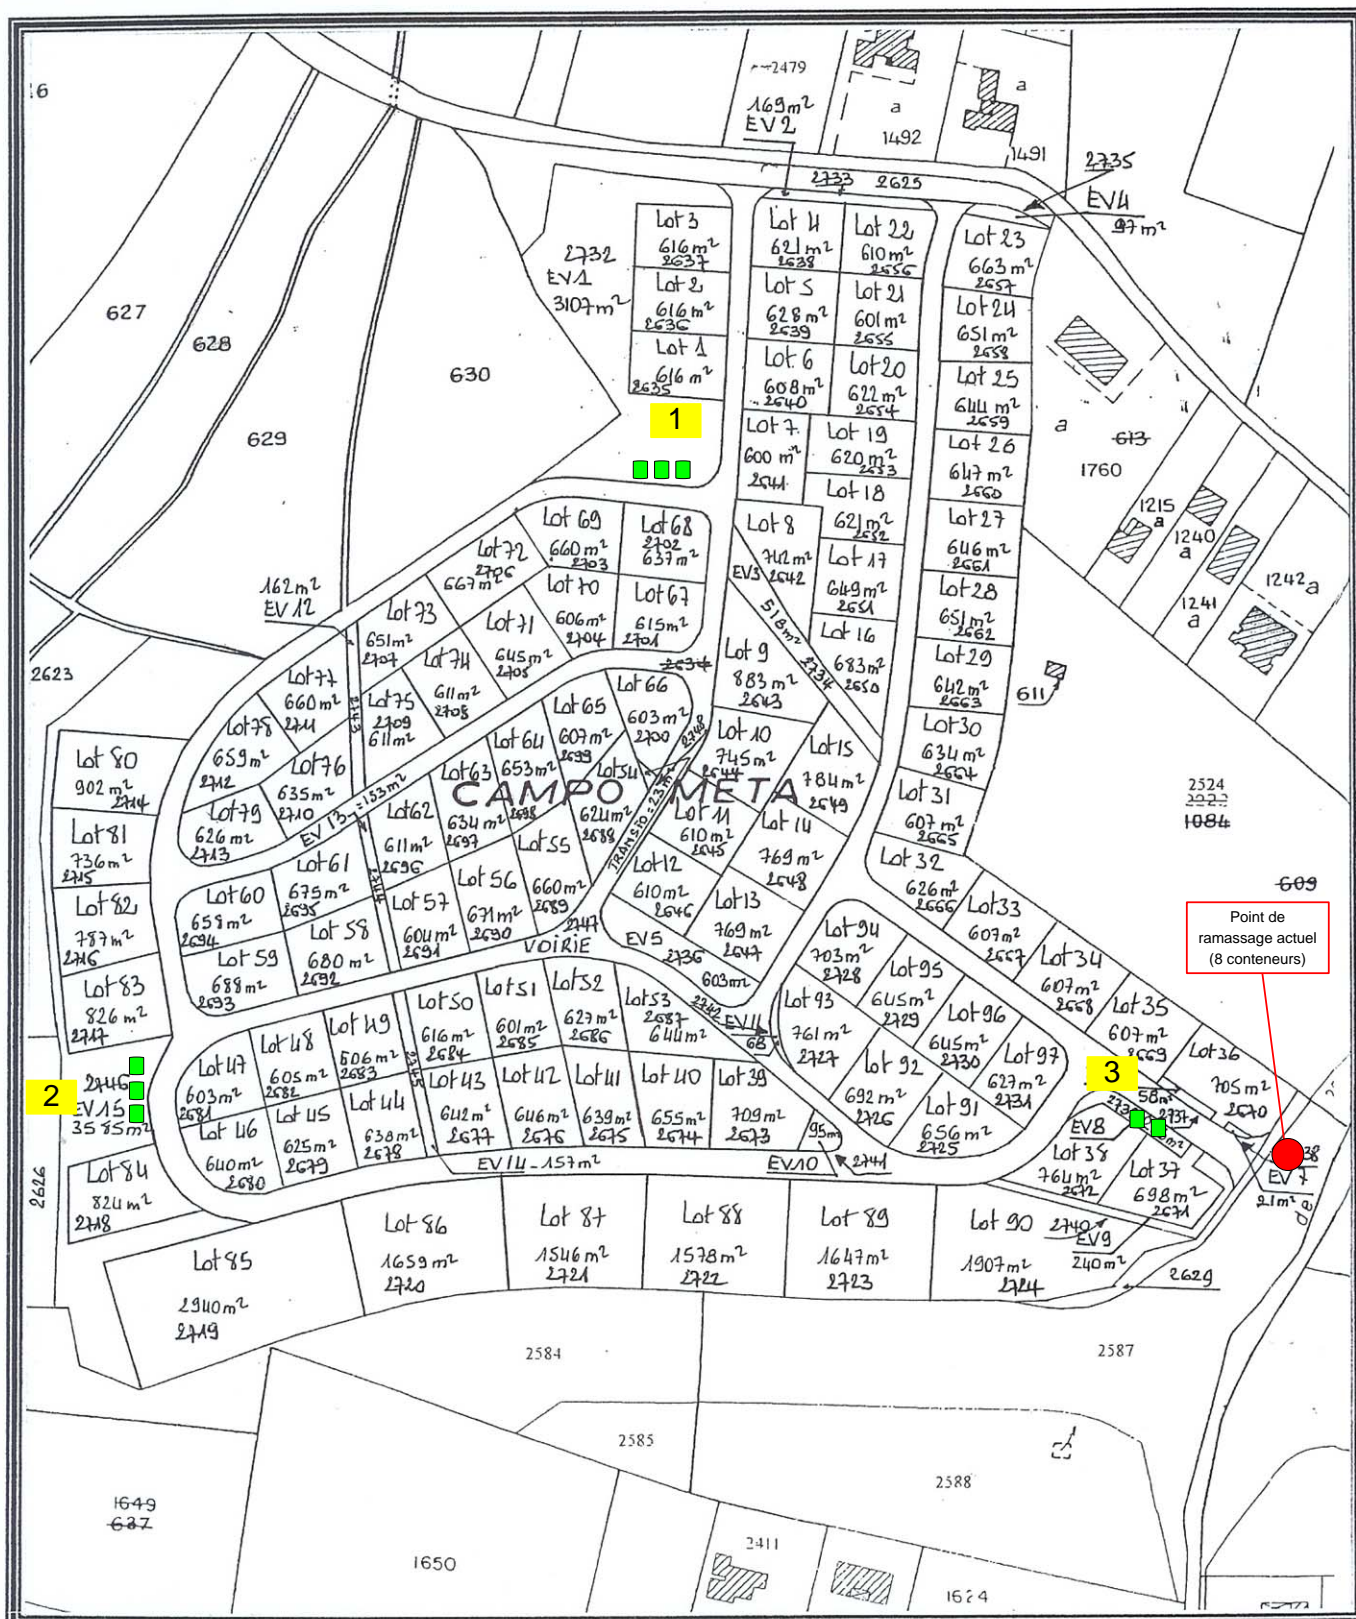 2479
169m²
EV2
a
1492
a
1491
2735
EV4
97m²
2733 2625
Lot 3
616m²
2637
Lot 2
616m²
2636
Lot 1
616 m²
2635
2732
EV1
3107m²
Lot 4
621m²
2638
Lot 22
610m²
2656
Lot 23
663m²
2657
Lot 5
628m²
2639
Lot 21
601m²
2655
Lot 24
651m²
2658
Lot 6
608m²
2640
Lot 20
622m²
2654
Lot 25
644 m²
2659
Lot 7
600 m²
2641
Lot 19
620m²
2653
Lot 26
647m²
2660
Lot 18
621m²
2652
Lot 27
646m²
2661
Lot 8
742m²
2642
Lot 17
649m²
2651
Lot 28
651m²
2662
EV3
518m² 2734
Lot 16
683m²
2650
Lot 29
642m²
2663
Lot 9
883 m²
2643
Lot 30
634m²
2664
Lot 10
745m²
2644
Lot 15
784m²
2649
Lot 31
607m²
2665
Lot 11
610m²
2645
Lot 14
769m²
2648
Lot 32
626m²
2666
Lot 12
610m²
2646
Lot 13
769m²
2647
Lot 33
607m²
2667
Lot 34
607m²
2668
Lot 35
607m²
2669
Lot 36
705m²
2670
627
628
629
630
1
162m²
EV 12
2623
Lot 69
660m²
2703
Lot 68
2702
637m²
Lot 72
2706
667m²
Lot 70
606m²
2704
Lot 67
615m²
2701
Lot 73
651m²
2707
Lot 71
645m²
2705
Lot 74
611m²
2708
Lot 75
2709
611m²
Lot 77
660m²
2711
Lot 78
659m²
2712
Lot 76
635m²
2710
Lot 79
626m²
2713
2743
EV 13 = 153m²
2634
Lot 66
603m²
2700
Lot 65
607m²
2699
Lot 64
653m²
2698
Lot 63
634m²
2697
Lot 62
611m²
2696
Lot 54
624m²
2688
2748
TRANSFO = 23m²
CAMPO META
Lot 61
675m²
2695
Lot 60
658m²
2694
Lot 59
688m²
2693
Lot 58
680m²
2692
Lot 57
604m²
2691
Lot 56
671m²
2690
Lot 55
660m²
2689
2744
2747
VOIRIE
EV5
2736
603m²
2742
EV11
68
Lot 80
902m²
2714
Lot 81
736m²
2715
Lot 82
787m²
2716
Lot 83
826m²
2717
2
2746
EV15
3585m²
Lot 84
824m²
2718
2626
Lot 47
603m²
2681
Lot 48
605m²
2682
Lot 49
606m²
2683
Lot 50
616m²
2684
Lot 51
601m²
2685
Lot 52
627m²
2686
Lot 53
2687
644m²
Lot 46
640m²
2680
Lot 45
625m²
2679
Lot 44
638m²
2678
2745
Lot 43
642m²
2677
Lot 42
646m²
2676
Lot 41
639m²
2675
Lot 40
655m²
2674
Lot 39
709m²
2673
95m²
EV14-157m²
EV10
2741
Lot 94
703m²
2728
Lot 95
645m²
2729
Lot 96
645m²
2730
Lot 97
627m²
2731
Lot 93
761m²
2727
Lot 92
692m²
2726
Lot 91
656m²
2725
3
58m²
2737
EV8
Lot 38
764m²
2672
Lot 37
698m²
2671
EV7
21m²
de
2740
EV9
240m²
2629
Lot 85
2940m²
2719
Lot 86
1659m²
2720
Lot 87
1546m²
2721
Lot 88
1578m²
2722
Lot 89
1647m²
2723
Lot 90
1907m²
2724
a
613
1760
1215
a
1240
a
1241
a
1242a
611
2524
2222
1084
609
Point de
ramassage actuel
(8 conteneurs)
2584
2587
2585
2588
1649
637
1650
2411
1624